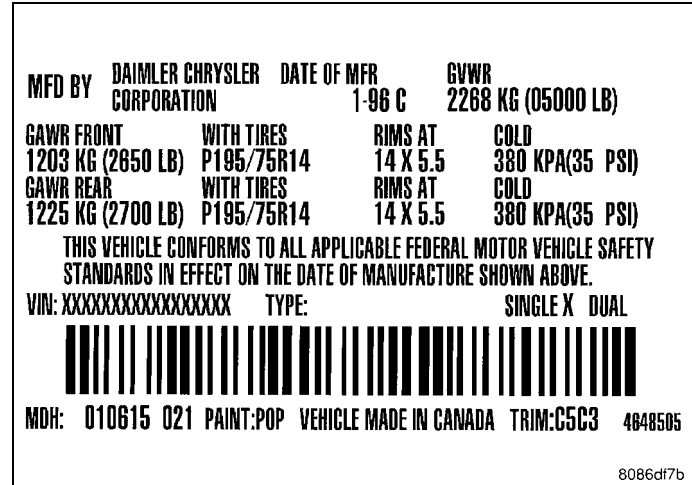 MFD BY DAIMLER CHRYSLER CORPORATION DATE OF MFR 1-96 C GVWR 2268 KG (05000 LB)
GAWR FRONT WITH TIRES RIMS AT COLD
1203 KG (2650 LB) P195/75R14 14 X 5.5 380 KPA(35 PSI)
GAWR REAR WITH TIRES RIMS AT COLD
1225 KG (2700 LB) P195/75R14 14 X 5.5 380 KPA(35 PSI)
THIS VEHICLE CONFORMS TO ALL APPLICABLE FEDERAL MOTOR VEHICLE SAFETY
STANDARDS IN EFFECT ON THE DATE OF MANUFACTURE SHOWN ABOVE.
VIN: XXXXXXXXXXXXXXXXX TYPE: SINGLE X DUAL
MDH: 010615 021 PAINT:POP VEHICLE MADE IN CANADA TRIM:C5C3 4648505
8086df7b